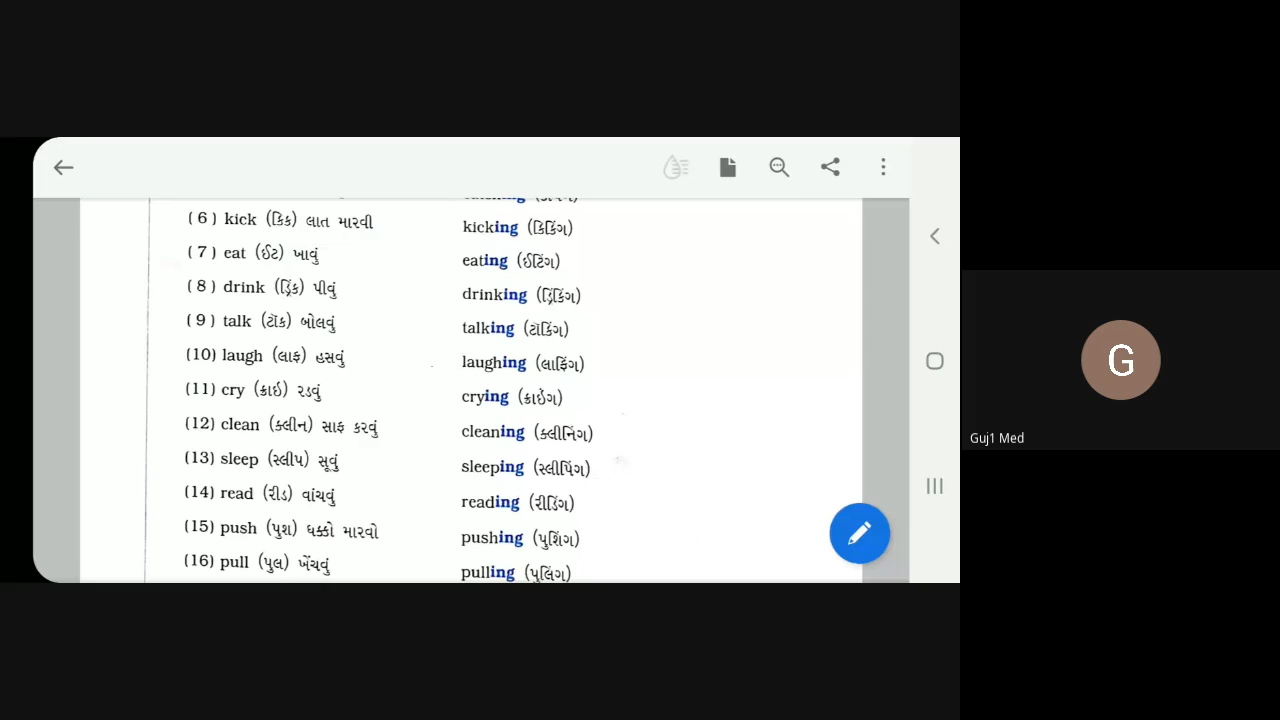 ( 6 ) kick (કિક) લાત મારવી kicking (કિકિંગ)
( 7 ) eat (ઈટ) ખાવું eating (ઈટિંગ)
( 8 ) drink (ડ્રિંક) પીવું drinking (ડ્રિંકિંગ)
( 9 ) talk (ટૉક) બોલવું talking (ટૉકિંગ)
(10) laugh (લાફ) હસવું laughing (લાફિંગ)
(11) cry (ક્રાઇ) રડવું crying (ક્રાઇંગ)
(12) clean (ક્લીન) સાફ કરવું cleaning (ક્લીનિંગ)
(13) sleep (સ્લીપ) સૂવું sleeping (સ્લીપિંગ)
(14) read (રીડ) વાંચવું reading (રીડિંગ)
(15) push (પુશ) ધક્કો મારવો pushing (પુશિંગ)
(16) pull (પુલ) ખેંચવું pulling (પુલિંગ)
G
Guj1 Med